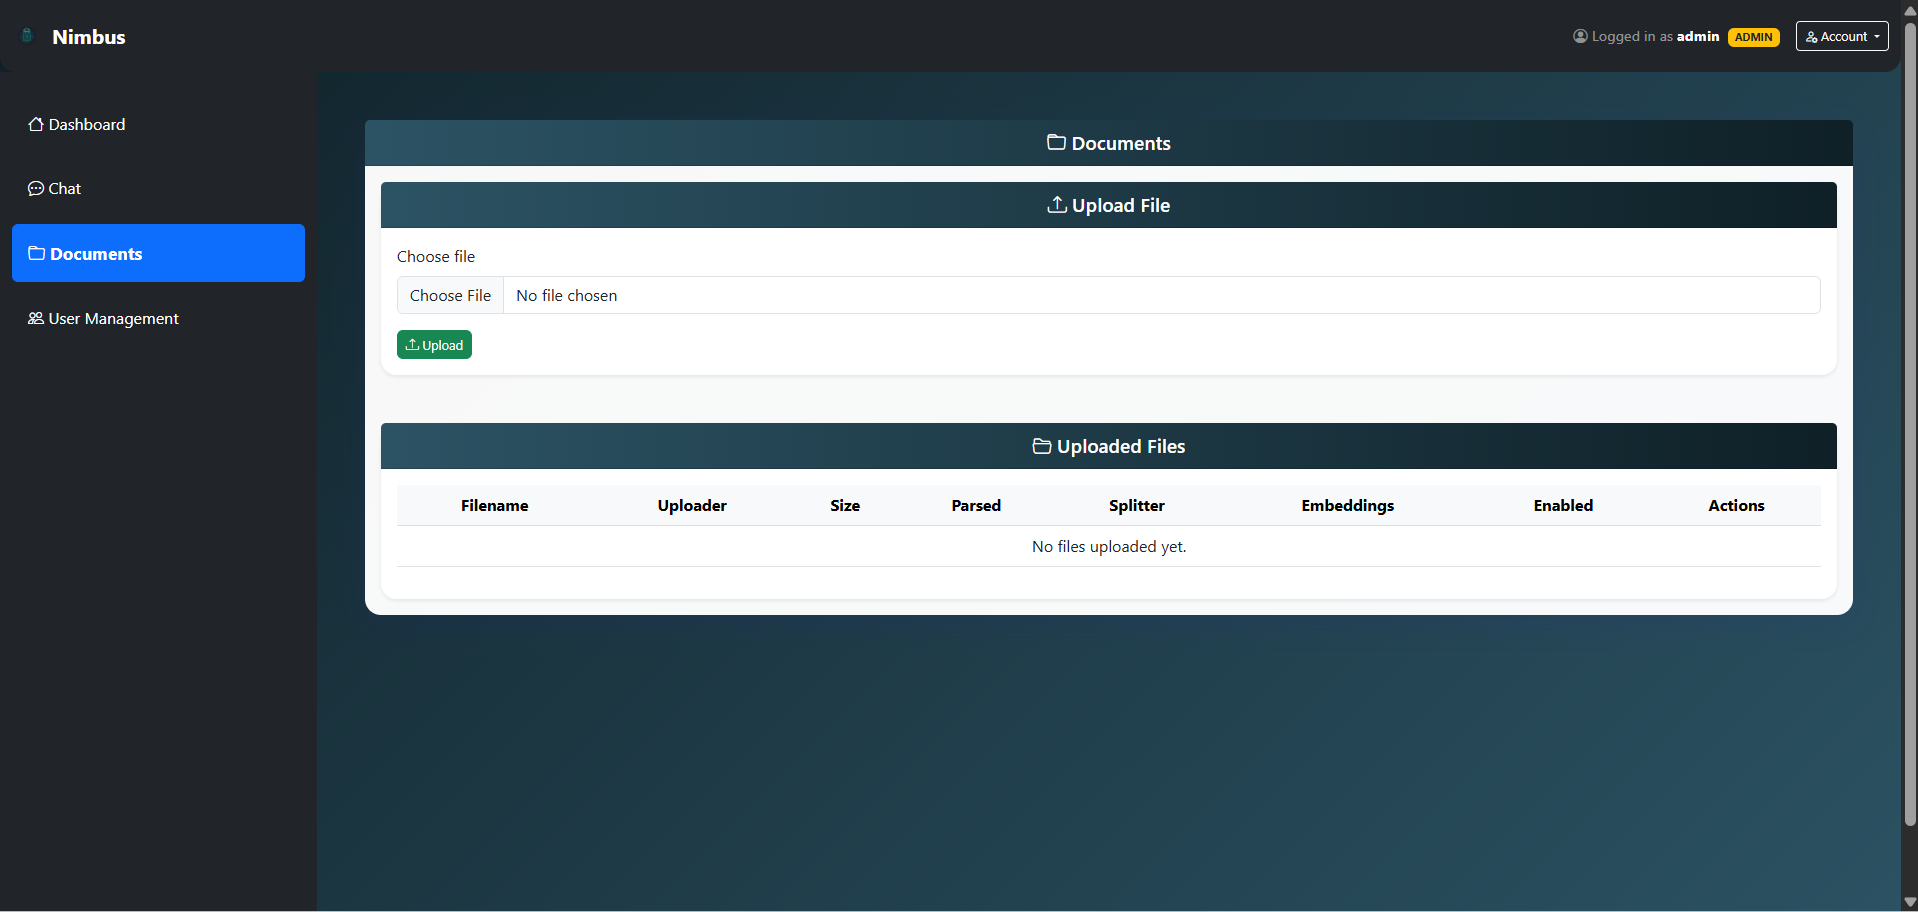 Nimbus
Logged in as admin ADMIN Account
Dashboard
Chat
Documents
User Management
Documents
Upload File
Choose file
Choose File No file chosen
Upload
Uploaded Files
Filename Uploader Size Parsed Splitter Embeddings Enabled Actions
No files uploaded yet.